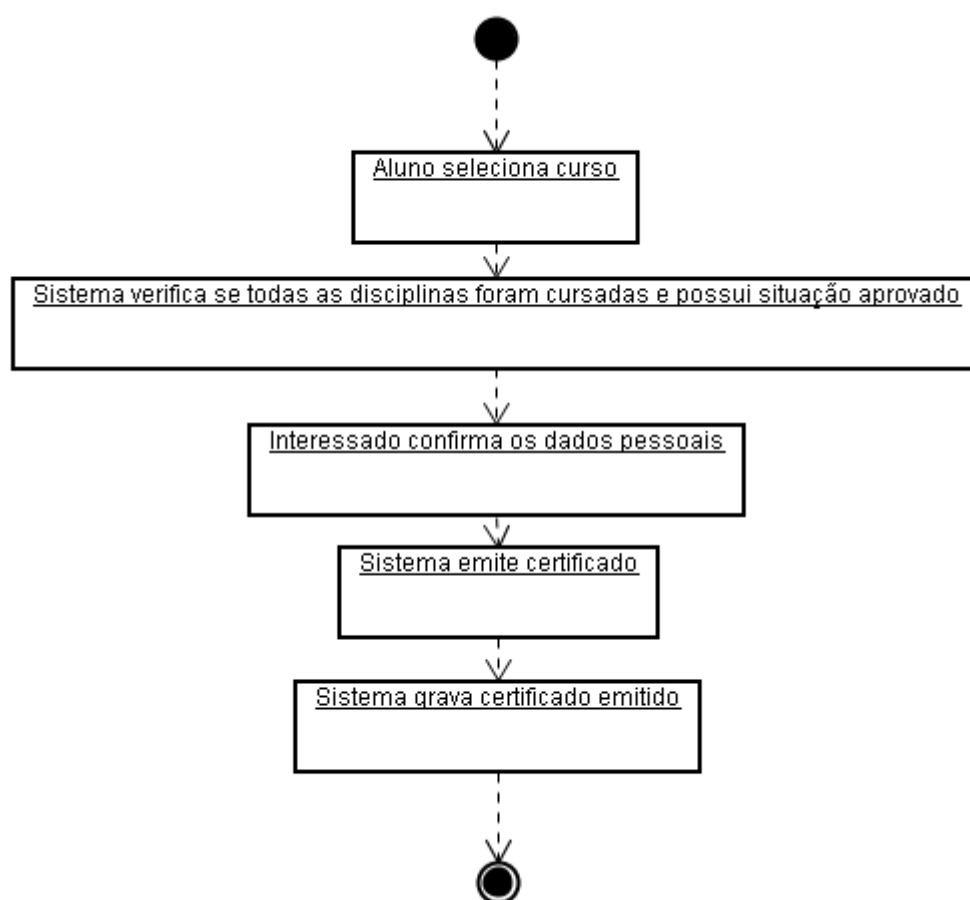 Aluno seleciona curso
Sistema verifica se todas as disciplinas foram cursadas e possui situação aprovado
Interessado confirma os dados pessoais
Sistema emite certificado
Sistema grava certificado emitido